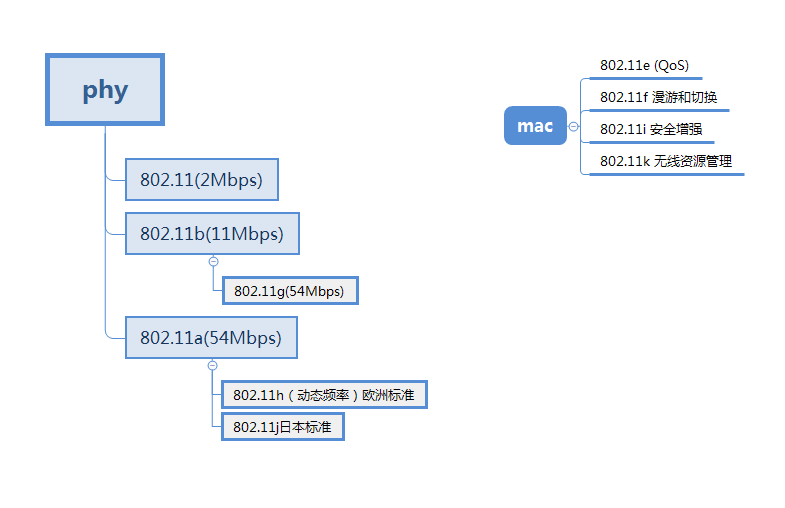 phy
802.11(2Mbps)
802.11b(11Mbps)
802.11g(54Mbps)
802.11a(54Mbps)
802.11h（动态频率）欧洲标准
802.11j日本标准
mac
802.11e (QoS)
802.11f 漫游和切换
802.11i 安全增强
802.11k 无线资源管理